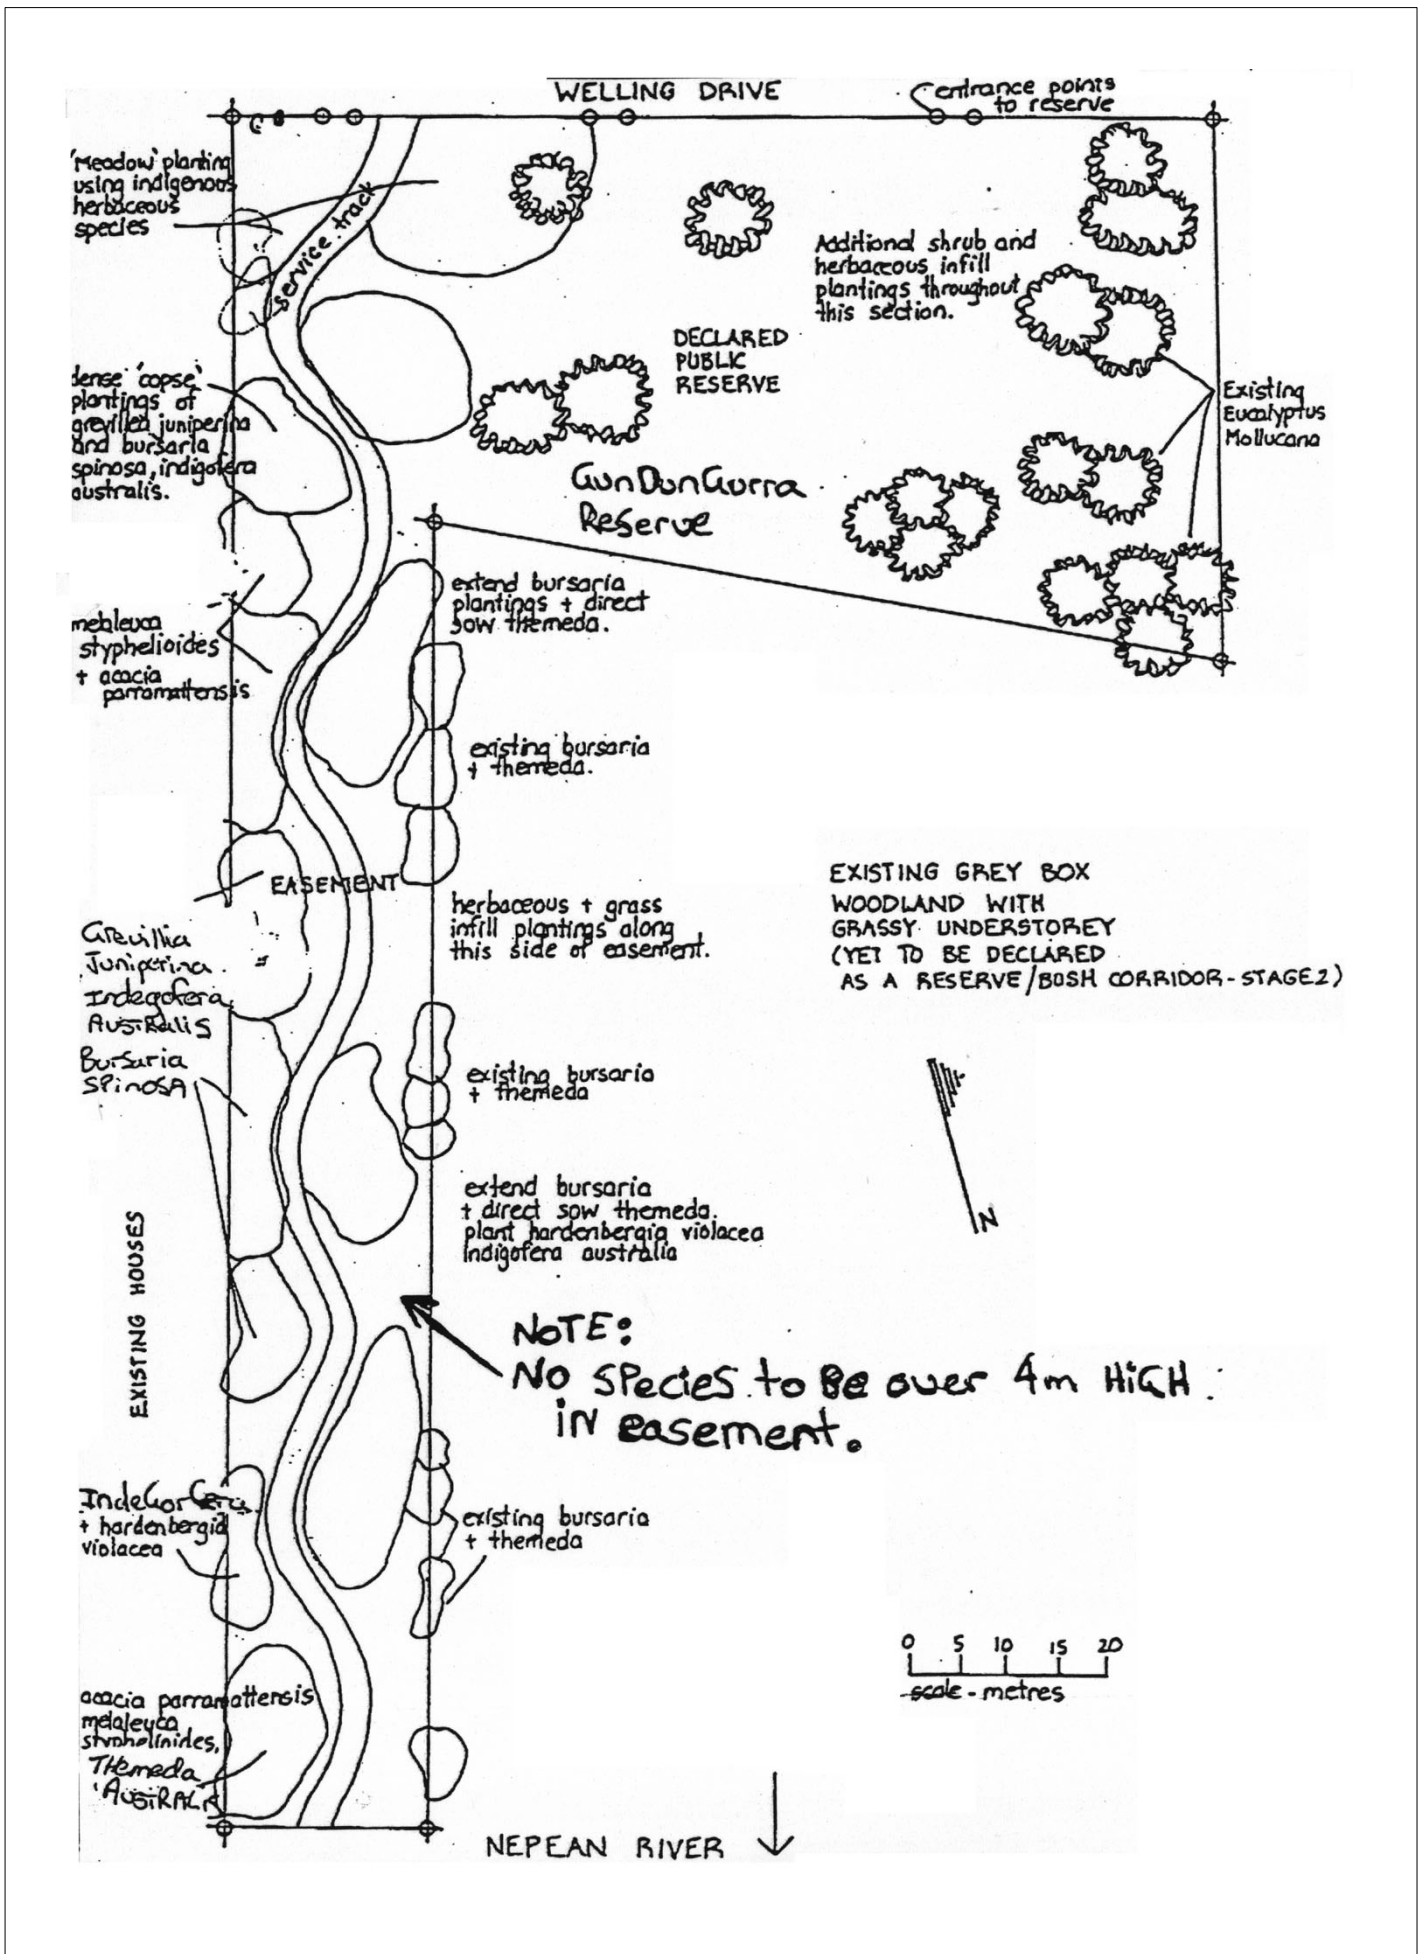 WELLING DRIVE
entrance points
to reserve
'Meadow' planting
using indigenous
herbaceous
species
service track
Additional shrub and
herbaceous infill
plantings throughout
this section.
DECLARED
PUBLIC
RESERVE
dense 'copse'
plantings of
grevillea juniperina
and bursaria
spinosa, indigofera
australis.
Existing
Eucalyptus
Mollucana
GunDunGurra
ReServe
extend bursaria
plantings + direct
sow themeda.
melaleuca
styphelioides
+ acacia
parramattensis
existing bursaria
+ themeda.
EASEMENT
EXISTING GREY BOX
WOODLAND WITH
GRASSY UNDERSTOREY
(YET TO BE DECLARED
AS A RESERVE/BUSH CORRIDOR-STAGE 2)
herbaceous + grass
infill plantings along
this side of easement.
Grevillia
Juniperina
Indegofera
AUSTRALIS
Bursaria
SPinOSA
existing bursaria
+ themeda
N
extend bursaria
+ direct sow themeda.
plant hardenbergia violacea
Indigofera australia
EXISTING HOUSES
NOTE:
NO SPecies to Be over 4m HiGH
iN easement.
+ hardenbergia
violacea
existing bursaria
+ themeda
0 5 10 15 20
scale - metres
acacia parramattensis
melaleuca
styphelinides,
THemeda
'AUSTRALIS
NEPEAN RIVER